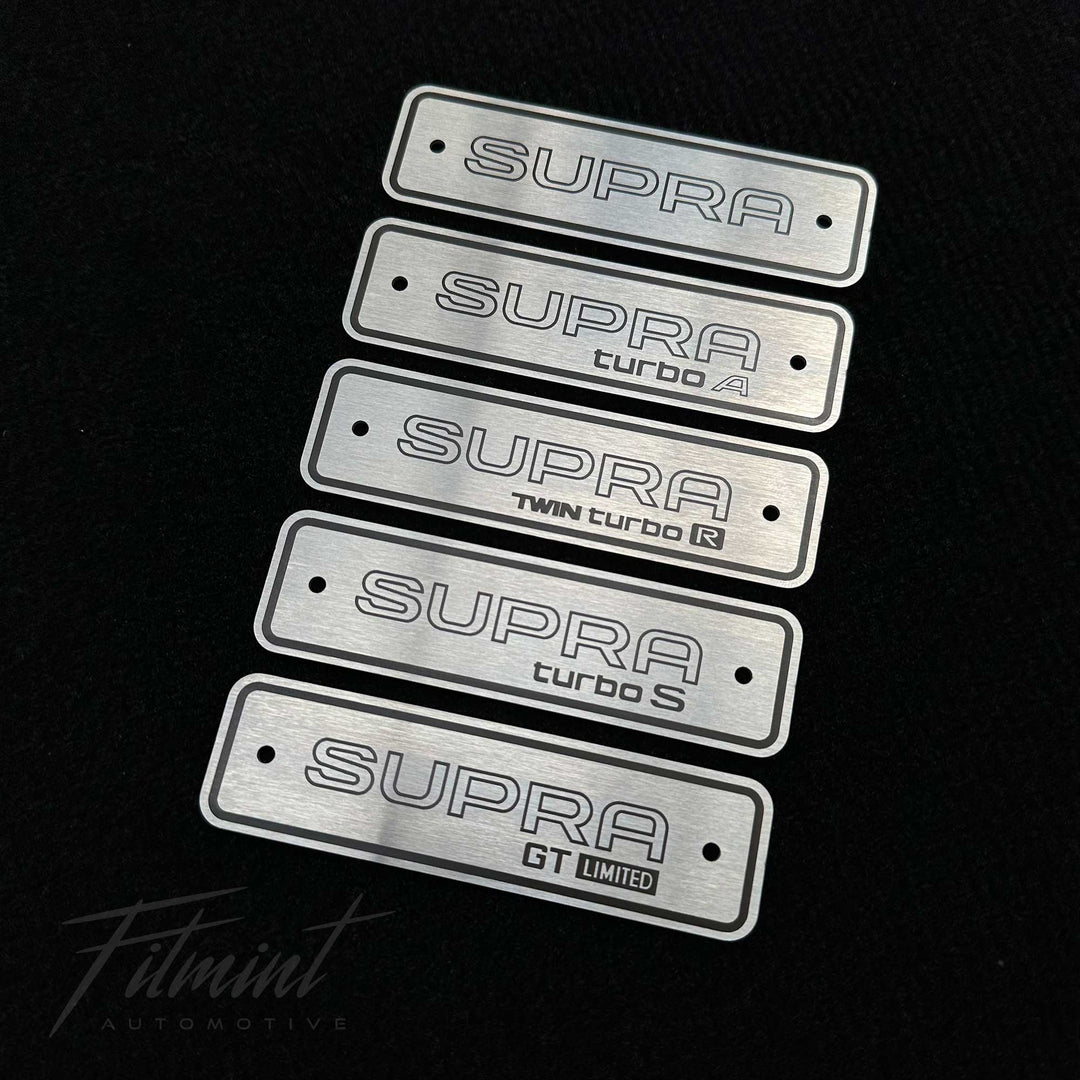 SUPRA
SUPRA
turbo A
SUPRA
TWIN turbo R
SUPRA
turbo S
SUPRA
GT LIMITED
Fitmint
AUTOMOTIVE